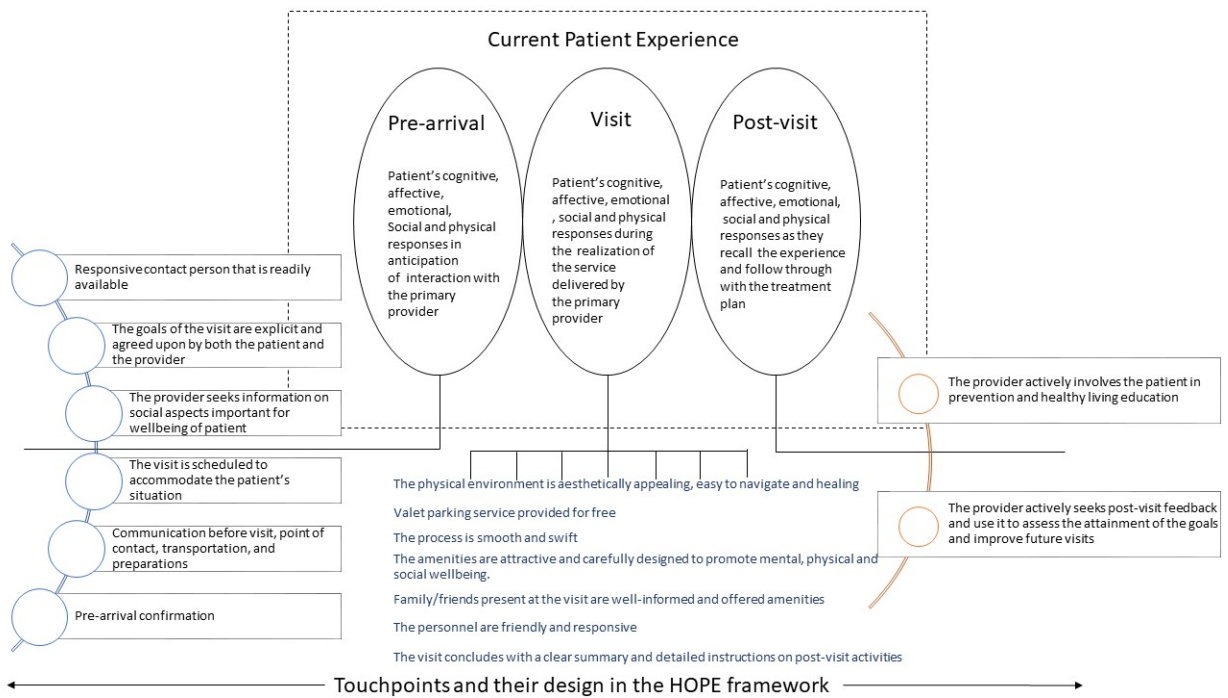 Current Patient Experience
Pre-arrival
Patient's cognitive,
affective,
emotional,
Social and physical
responses in
anticipation
of interaction with
the primary
provider
Visit
Patient's cognitive,
affective, emotional
, social and physical
responses during
the realization of
the service
delivered by
the primary
provider
Post-visit
Patient's cognitive,
affective, emotional,
social and physical
responses as they
recall the experience
and follow through
with the treatment
plan
Responsive contact person that is readily
available
The goals of the visit are explicit and
agreed upon by both the patient and
the provider
The provider seeks information on
social aspects important for
wellbeing of patient
The visit is scheduled to
accommodate the patient's
situation
Communication before visit, point of
contact, transportation, and
preparations
Pre-arrival confirmation
The physical environment is aesthetically appealing, easy to navigate and healing
Valet parking service provided for free
The process is smooth and swift
The amenities are attractive and carefully designed to promote mental, physical and
social wellbeing.
Family/friends present at the visit are well-informed and offered amenities
The personnel are friendly and responsive
The visit concludes with a clear summary and detailed instructions on post-visit activities
The provider actively involves the patient in
prevention and healthy living education
The provider actively seeks post-visit feedback
and use it to assess the attainment of the goals
and improve future visits
Touchpoints and their design in the HOPE framework